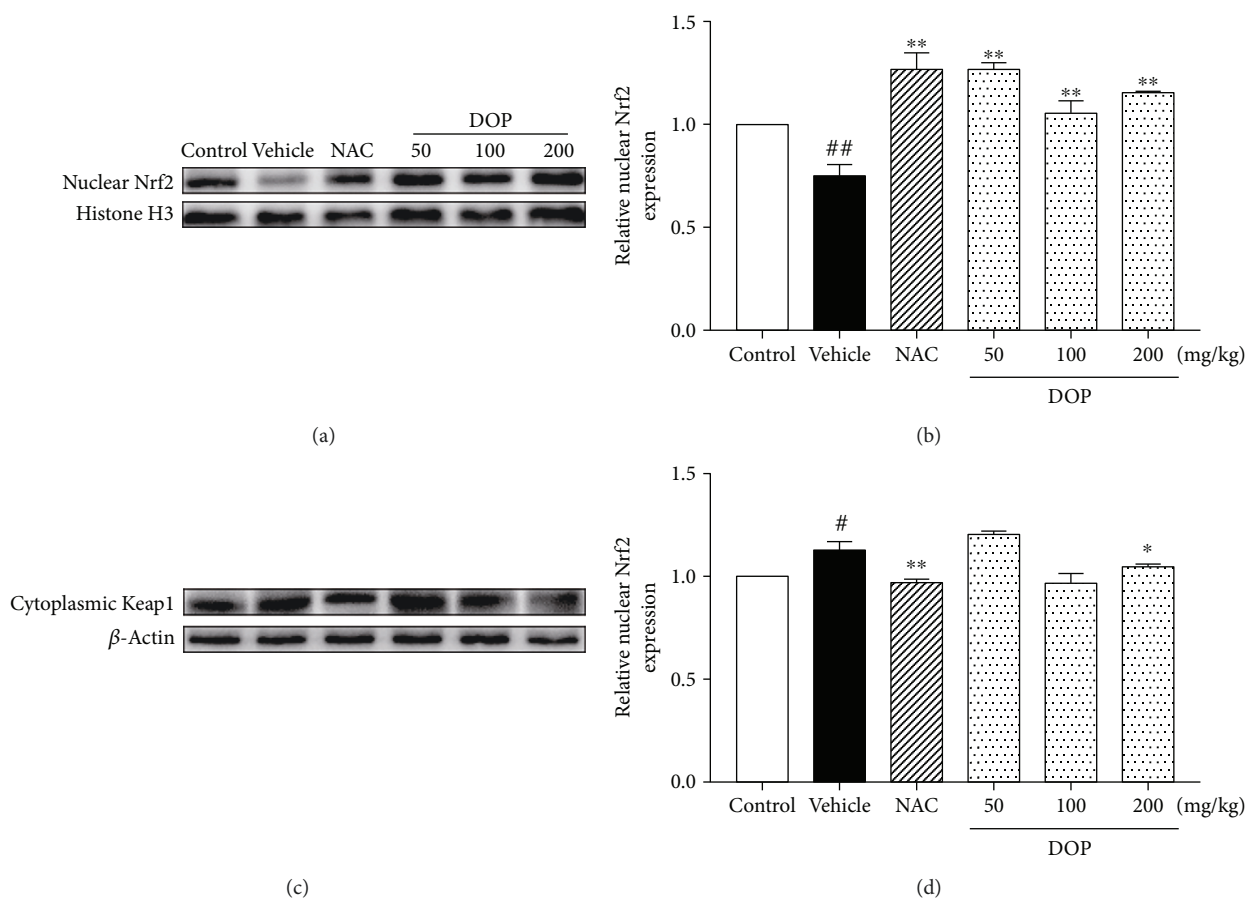 DOP
Control Vehicle NAC 50 100 200
Nuclear Nrf2
Histone H3
(a)
1.5
1.0
0.5
0.0
Relative nuclear Nrf2
expression
##
**
**
**
**
Control Vehicle NAC 50 100 200 (mg/kg)
DOP
(b)
Cytoplasmic Keap1
β-Actin
(c)
1.5
1.0
0.5
0.0
Relative nuclear Nrf2
expression
#
**
*
Control Vehicle NAC 50 100 200 (mg/kg)
DOP
(d)